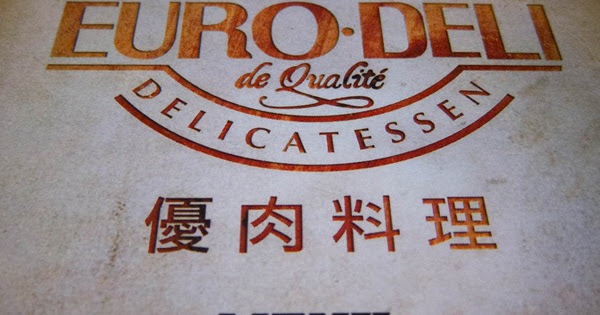 EURO·DELI
de Qualité
DELICATESSEN
優肉料理